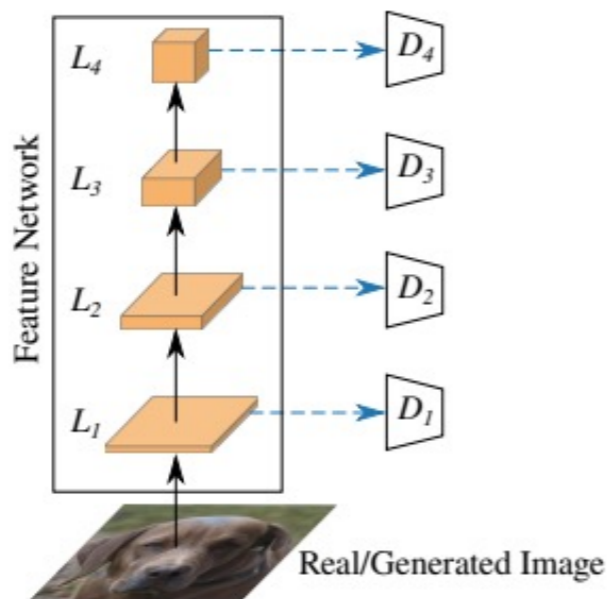 L4
D4
L3
D3
Feature Network
L2
D2
L1
D1
Real/Generated Image